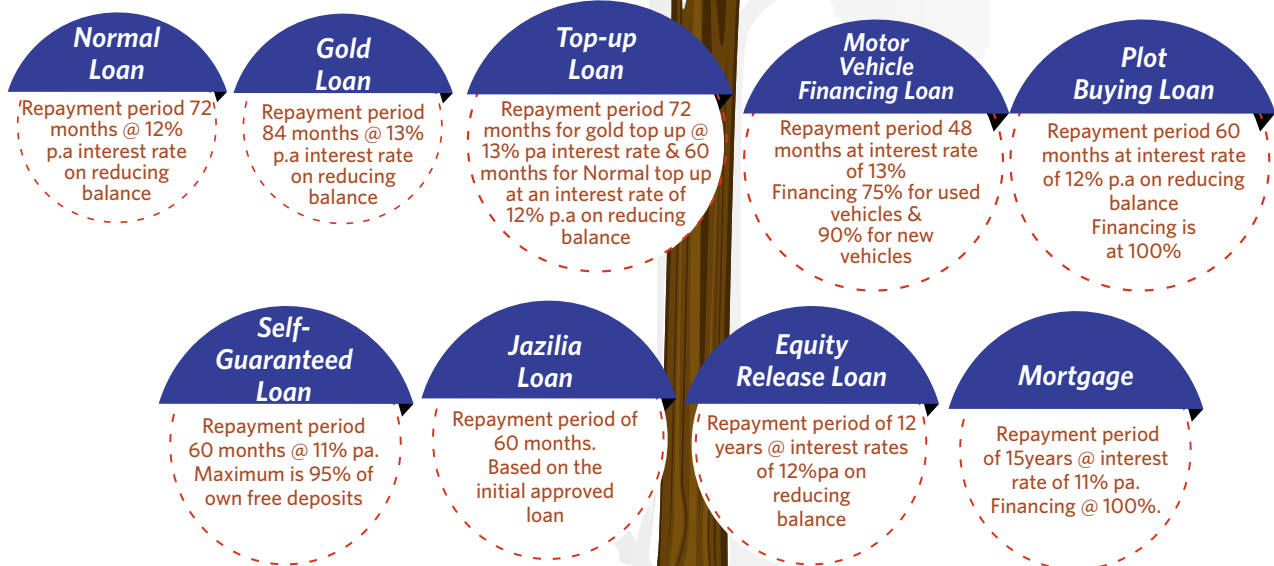 Normal
Loan
Repayment period 72
months @ 12%
p.a interest rate
on reducing
balance
Gold
Loan
Repayment period
84 months @ 13%
p.a interest rate
on reducing
balance
Top-up
Loan
Repayment period 72
months for gold top up @
13% pa interest rate & 60
months for Normal top up
at an interest rate of
12% p.a on reducing
balance
Motor
Vehicle
Financing Loan
Repayment period 48
months at interest rate
of 13%
Financing 75% for used
vehicles &
90% for new
vehicles
Plot
Buying Loan
Repayment period 60
months at interest rate
of 12% p.a on reducing
balance
Financing is
at 100%
Self-
Guaranteed
Loan
Repayment period
60 months @ 11% pa.
Maximum is 95% of
own free deposits
Jazilia
Loan
Repayment period of
60 months.
Based on the
initial approved
loan
Equity
Release Loan
Repayment period of 12
years @ interest rates
of 12%pa on
reducing
balance
Mortgage
Repayment period
of 15years @ interest
rate of 11% pa.
Financing @ 100%.